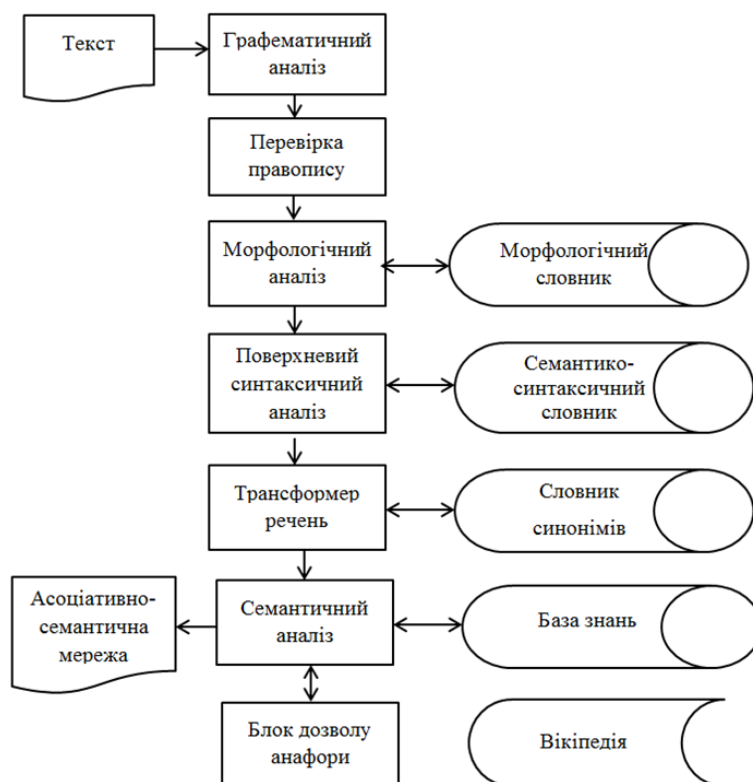 Текст
Графематичний
аналіз
Перевірка
правопису
Морфологічний
аналіз
Морфологічний
словник
Поверхневий
синтаксичний
аналіз
Семантико-
синтаксичний
словник
Трансформер
речень
Словник
синонімів
Асоціативно-
семантична
мережа
Семантичний
аналіз
База знань
Блок дозволу
анафори
Вікіпедія